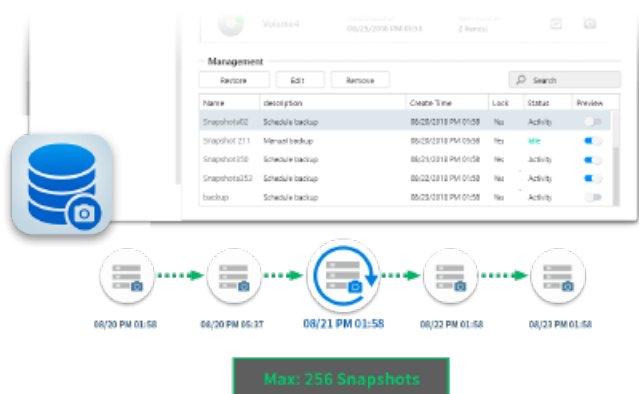 Volume4
08/23/2018 PM 01:58
Management
Restore Edit Remove Search
Name description Create Time Lock Status Preview
Snapshots02 Schedule backup 08/20/2018 PM 01:58 No Activity
Snapshot 211 Manual backup 08/20/2018 PM Yes Idle
Snapshot350 Schedule backup 08/21/2018 PM 01:58 Yes Activity
Snapshots353 Schedule backup 08/22/2018 PM 01:58 Yes Activity
backup Schedule backup 08/23/2018 PM 01:58 No Activity
08/20 PM 01:58 08/20 PM 05:37 08/21 PM 01:58 08/22 PM 01:58 08/23 PM 01:58
Max: 256 Snapshots